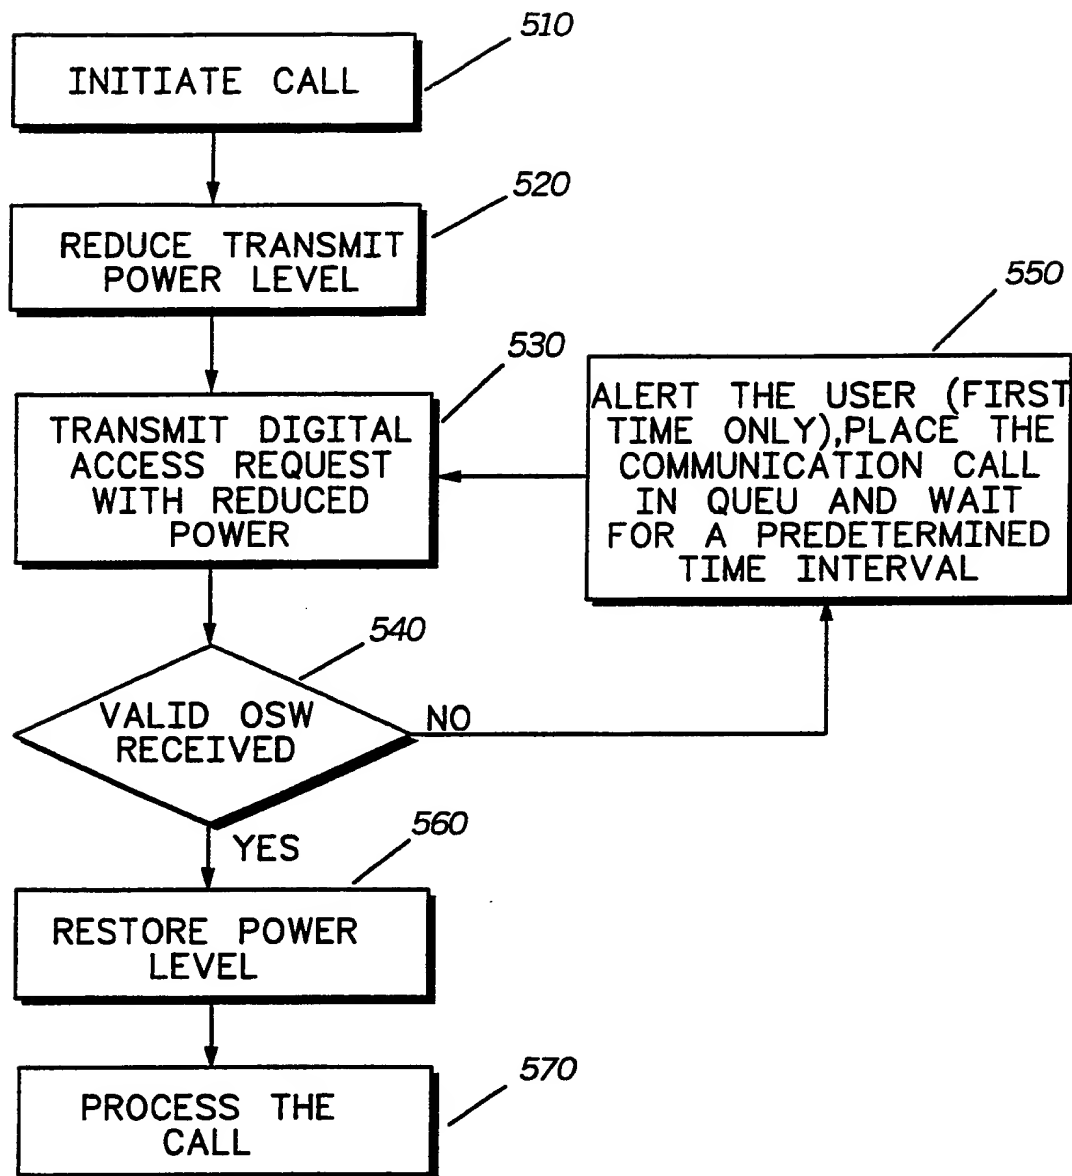 510
INITIATE CALL
520
REDUCE TRANSMIT
POWER LEVEL
530
TRANSMIT DIGITAL
ACCESS REQUEST
WITH REDUCED
POWER
550
ALERT THE USER (FIRST
TIME ONLY),PLACE THE
COMMUNICATION CALL
IN QUEU AND WAIT
FOR A PREDETERMINED
TIME INTERVAL
540
VALID OSW
RECEIVED
NO
YES
560
RESTORE POWER
LEVEL
570
PROCESS THE
CALL